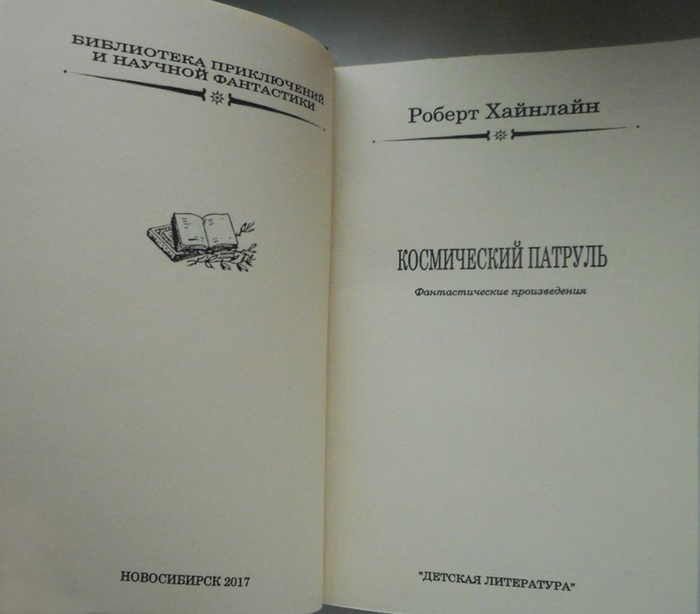 БИБЛИОТЕКА ПРИКЛЮЧЕНИЙ
И НАУЧНОЙ ФАНТАСТИКИ
НОВОСИБИРСК 2017
Роберт Хайнлайн
КОСМИЧЕСКИЙ ПАТРУЛЬ
Фантастические произведения
"ДЕТСКАЯ ЛИТЕРАТУРА"